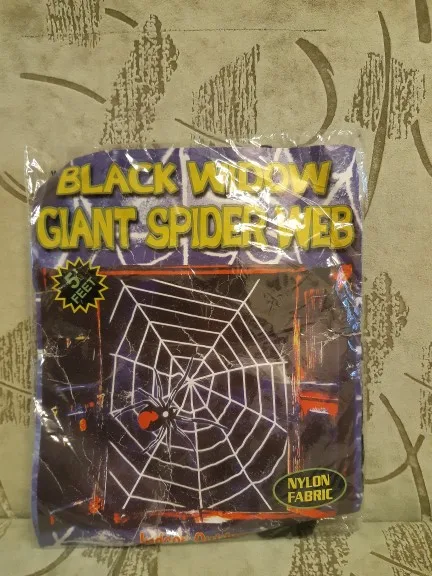 BLACK WIDOW
GIANT SPIDER WEB
5
FEET
NYLON
FABRIC